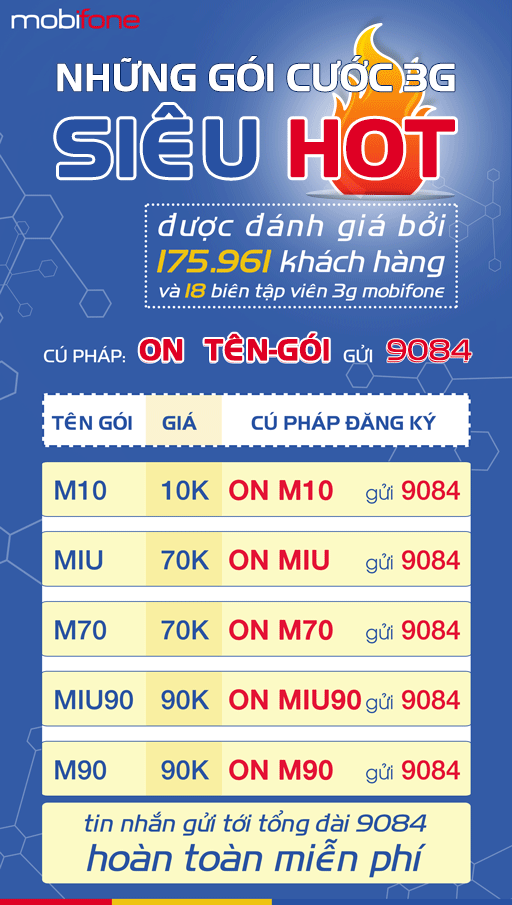 mobifone
NHỮNG GÓI CƯỚC 3G
SIÊU HOT
được đánh giá bởi
175.961 khách hàng
và 18 biên tập viên 3g mobifone
CÚ PHÁP: ON TÊN-GÓI GỬI 9084
TÊN GÓI GIÁ CÚ PHÁP ĐĂNG KÝ
M10 10K ON M10 gửi 9084
MIU 70K ON MIU gửi 9084
M70 70K ON M70 gửi 9084
MIU90 90K ON MIU90 gửi 9084
M90 90K ON M90 gửi 9084
tin nhắn gửi tới tổng đài 9084
hoàn toàn miễn phí